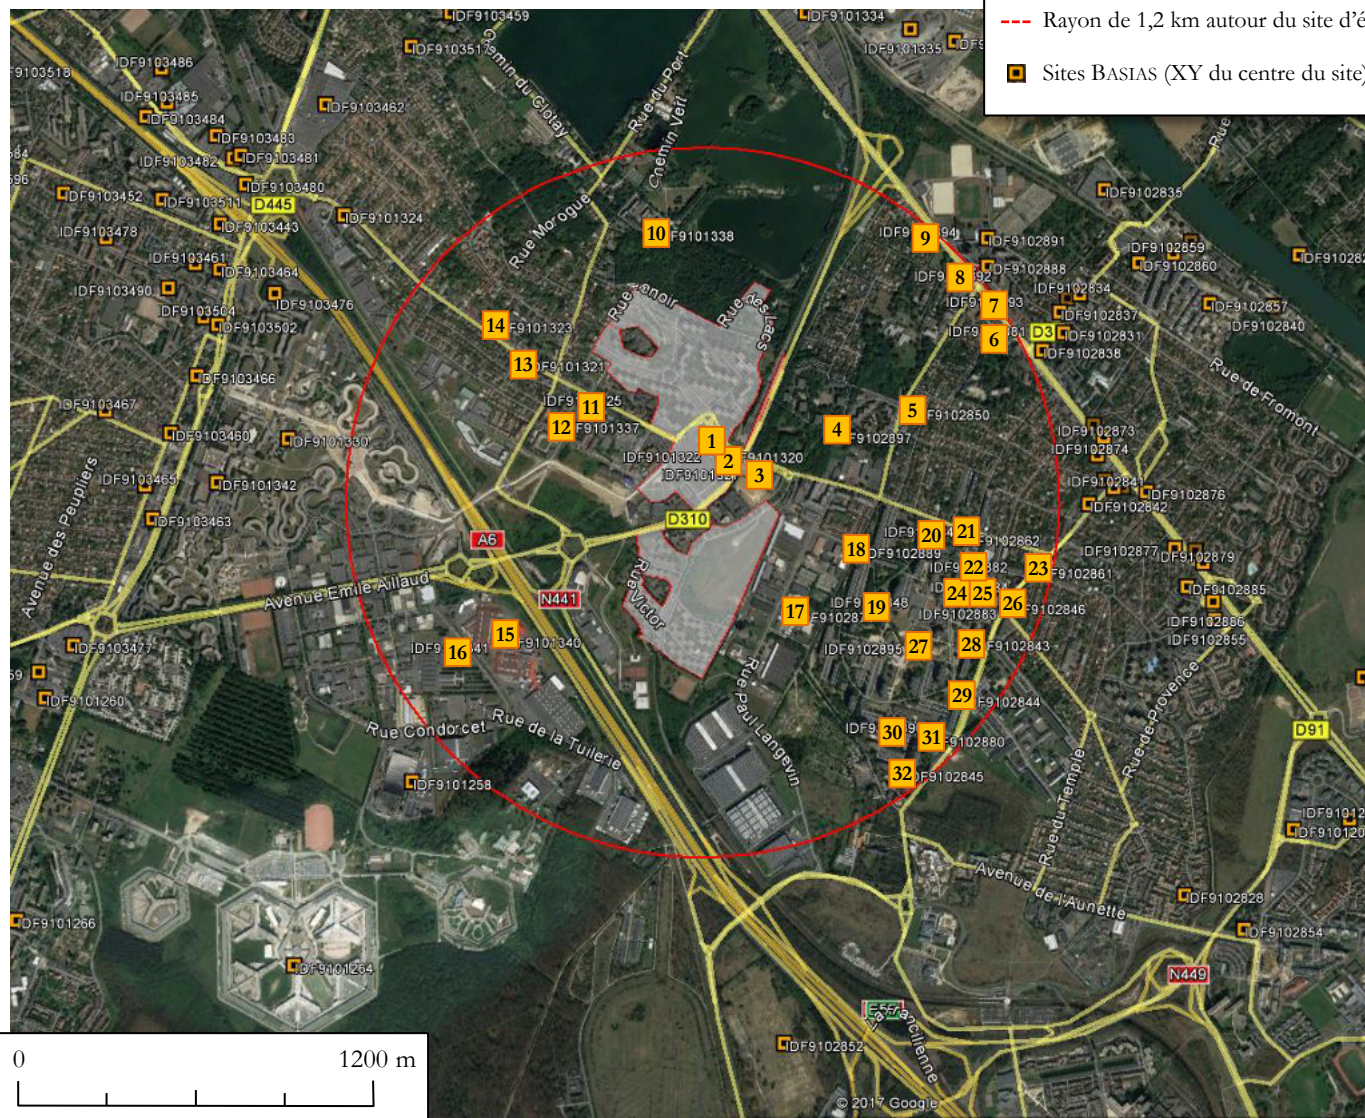 --- Rayon de 1,2 km autour du site d'é
Sites BASIAS (XY du centre du site)
IDF9103459
IDF9101334
IDF9103517
IDF9101335
IDF9103518
IDF9103486
IDF9103485
IDF9103484
IDF9103462
IDF9103483
IDF9103482
IDF9103481
IDF9103480
IDF9103452
IDF9103511
D445
IDF9101324
IDF9103443
IDF9103478
IDF9103461
IDF9103464
IDF9103490
IDF9103476
IDF9103504
IDF9103502
IDF9103466
IDF9103467
IDF9103460
IDF9101330
IDF9103465
IDF9101342
IDF9103463
Chemin du Clotay
Rue du Port
Chemin Vert
Rue Morogue
Rue
Rue des Lacs
10
F9101338
9
IDF9102891
8
IDF9102888
7
6
D3
IDF9102835
IDF9102859
IDF9102860
IDF9102834
IDF9102837
IDF9102831
IDF9102838
IDF9102857
IDF9102840
Rue de Fromont
14
F9101323
13
DF9101321
11
12
F9101337
1
IDF9101322
2
F9101320
3
4
F9102897
5
F9102850
IDF9102873
IDF9102874
IDF9102841
IDF9102842
IDF9102876
IDF9102877
IDF9102879
IDF9102885
IDF9102886
IDF9102855
D310
A6
N441
Avenue des Peupliers
Avenue Emile Aillaud
Rue Victor
18
DF9102889
20
21
F9102862
22
23
F9102861
24
25
IDF9102883
26
F9102846
17
19
27
IDF9102895
28
F9102843
29
F9102844
30
31
F9102880
32
DF9102845
15
F9101340
16
IDF9103477
IDF9101260
Rue Condorcet
Rue de la Tuilerie
Rue Paul Langevin
IDF9101258
Rue du Temple
Rue de Provence
D91
Avenue de l'Aunette
IDF9102828
IDF9102854
IDF9101266
IDF9101264
N449
IDF9102852
© 2017 Google
0 1200 m